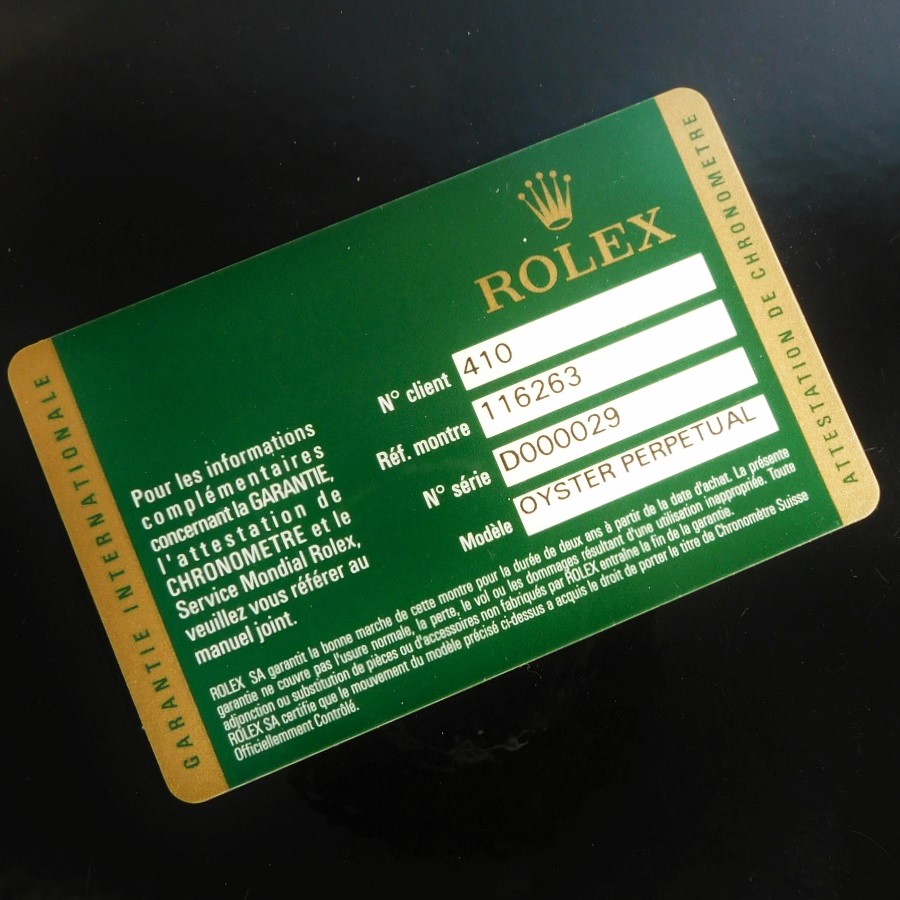 GARANTIE INTERNATIONALE
ROLEX
N° client 410
Réf. montre 116263
N° série D000029
Modèle OYSTER PERPETUAL
Pour les informations
complémentaires
concernant la GARANTIE,
l'attestation de
CHRONOMETRE et le
Service Mondial Rolex,
veuillez vous référer au
manuel joint.
ROLEX SA garantit la bonne marche de cette montre pour la durée de deux ans à partir de la date d'achat. La présente
garantie ne couvre pas l'usure normale, la perte, le vol ou les dommages résultant d'une utilisation inappropriée. Toute
adjonction ou substitution de pièces ou d'accessoires non fabriqués par ROLEX entraîne la fin de la garantie.
ROLEX SA certifie que le mouvement du modèle précisé ci-dessus a acquis le droit de porter le titre de Chronomètre Suisse
Officiellement Contrôlé.
ATTESTATION DE CHRONOMETRE